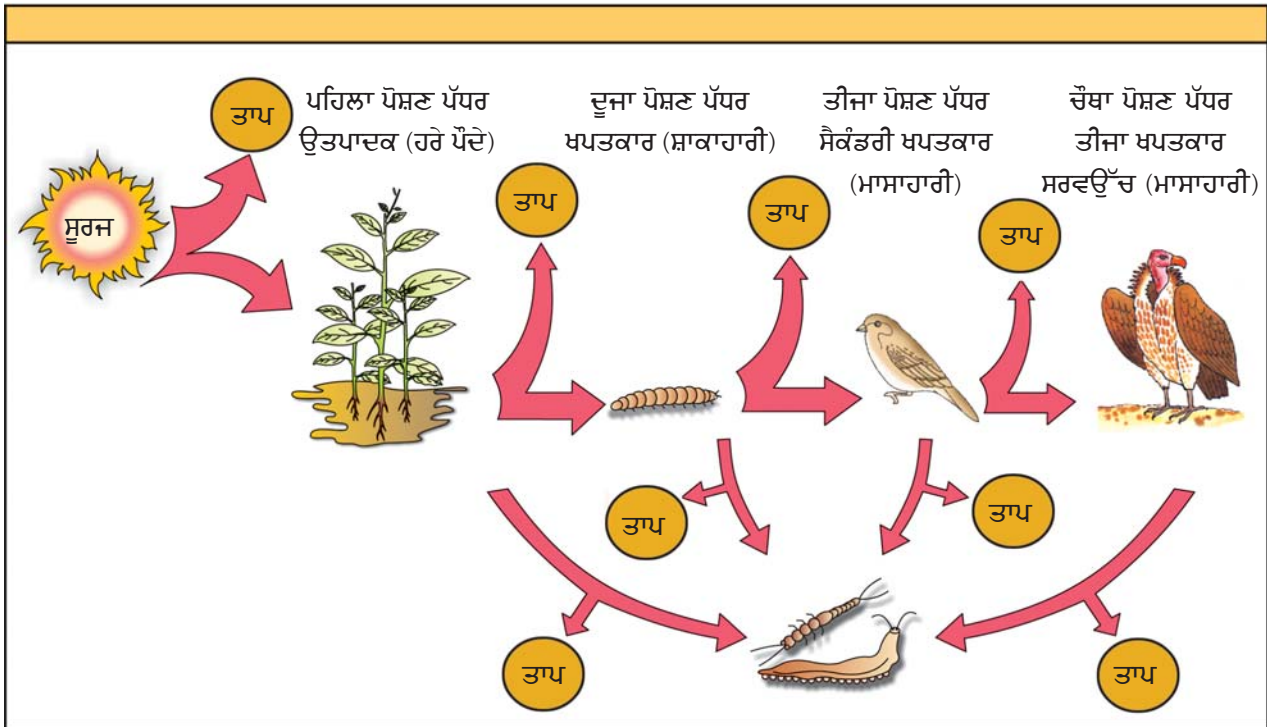 ਤਾਪ
ਪਹਿਲਾ ਪੋਸ਼ਣ ਪੱਧਰ
ਉਤਪਾਦਕ (ਹਰੇ ਪੌਦੇ)
ਦੂਜਾ ਪੋਸ਼ਣ ਪੱਧਰ
ਖਪਤਕਾਰ (ਸ਼ਾਕਾਹਾਰੀ)
ਤੀਜਾ ਪੋਸ਼ਣ ਪੱਧਰ
ਸੈਕੰਡਰੀ ਖਪਤਕਾਰ
(ਮਾਸਾਹਾਰੀ)
ਚੌਥਾ ਪੋਸ਼ਣ ਪੱਧਰ
ਤੀਜਾ ਖਪਤਕਾਰ
ਸਰਵਉੱਚ (ਮਾਸਾਹਾਰੀ)
ਸੂਰਜ
ਤਾਪ
ਤਾਪ
ਤਾਪ
ਤਾਪ
ਤਾਪ
ਤਾਪ
ਤਾਪ